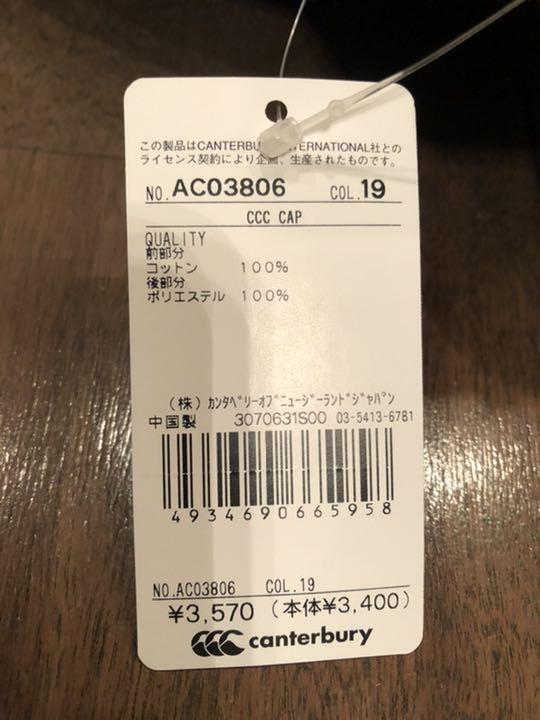 この製品はCANTERBU INTERNATIONAL社との
ライセンス契約により企画、生産されたものです。
NO. AC03806 COL. 19
CCC CAP
QUALITY
前部分
コットン 100%
後部分
ポリエステル 100%
(株) カンタベリーオブニュージーランドジャパン
中国製 3070631S00 03-5413-6781
4934690665958
NO.AC03806 COL.19
¥3,570 (本体¥3,400)
canterbury